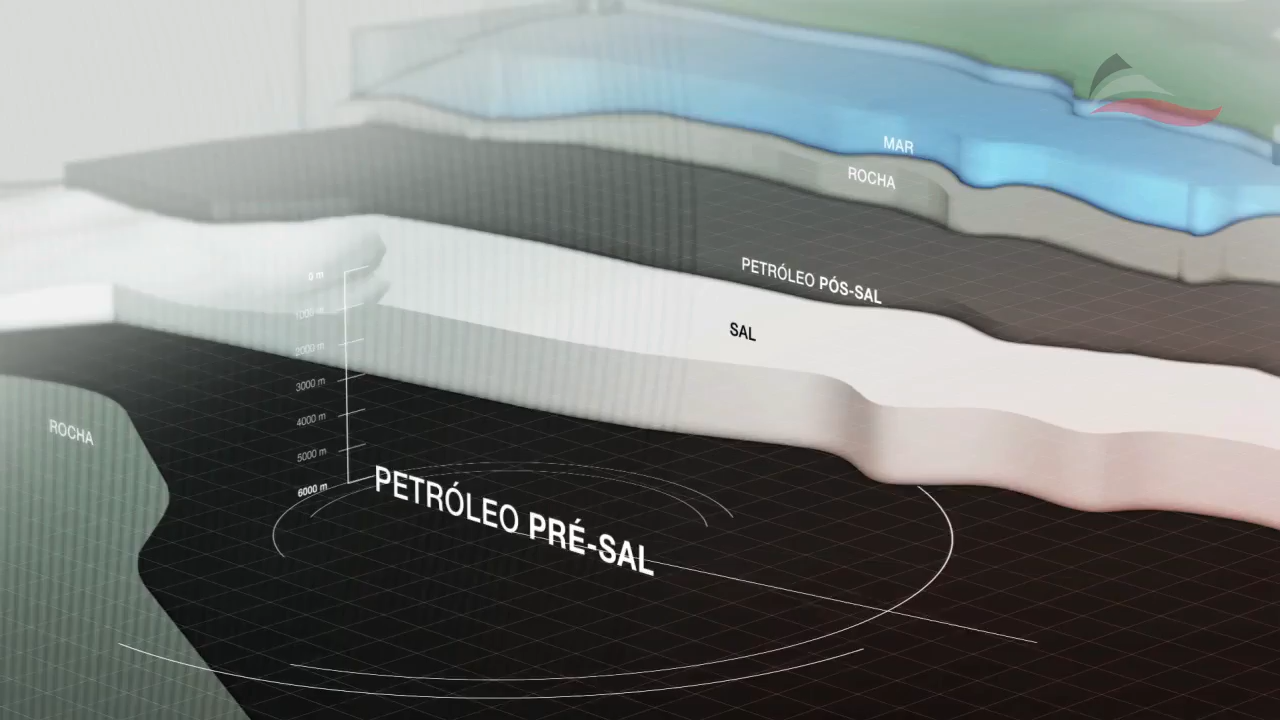 MAR
ROCHA
PETRÓLEO PÓS-SAL
SAL
0 m
1000 m
2000 m
3000 m
4000 m
5000 m
6000 m
ROCHA
PETRÓLEO PRÉ-SAL